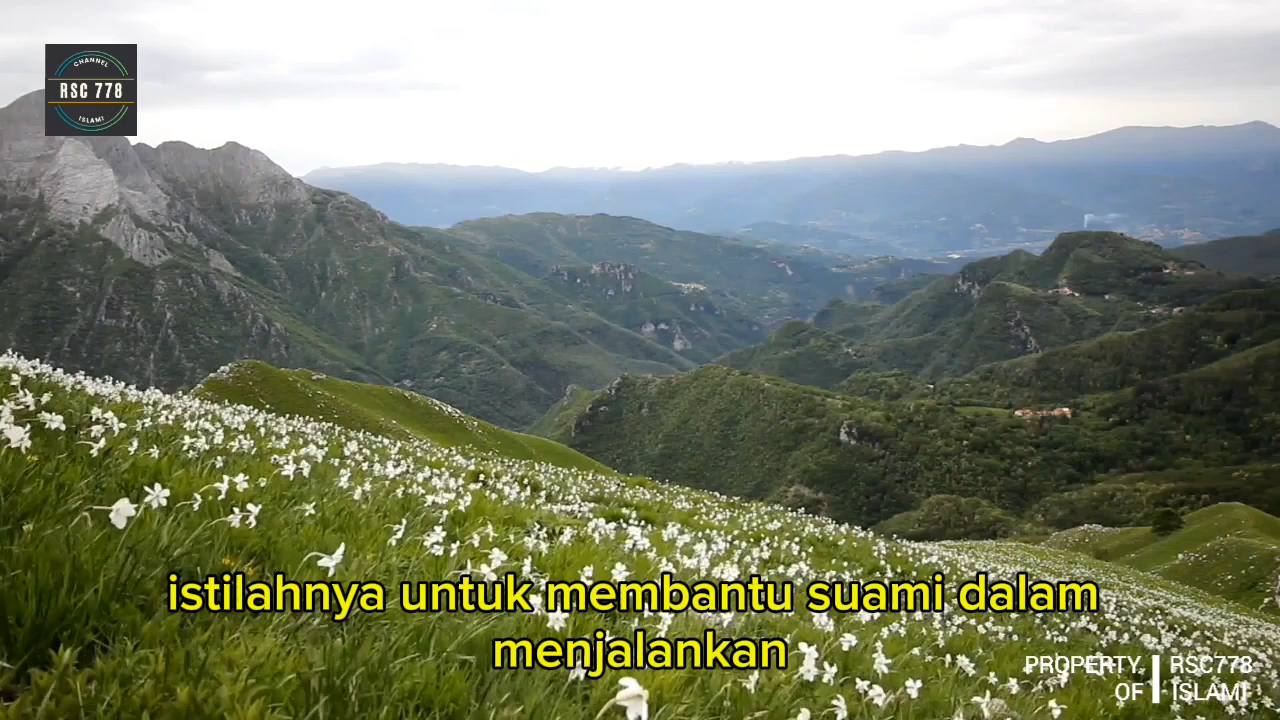 CHANNEL
RSC 778
ISLAMI
istilahnya untuk membantu suami dalam
menjalankan
PROPERTY OF
RSC778 ISLAMI